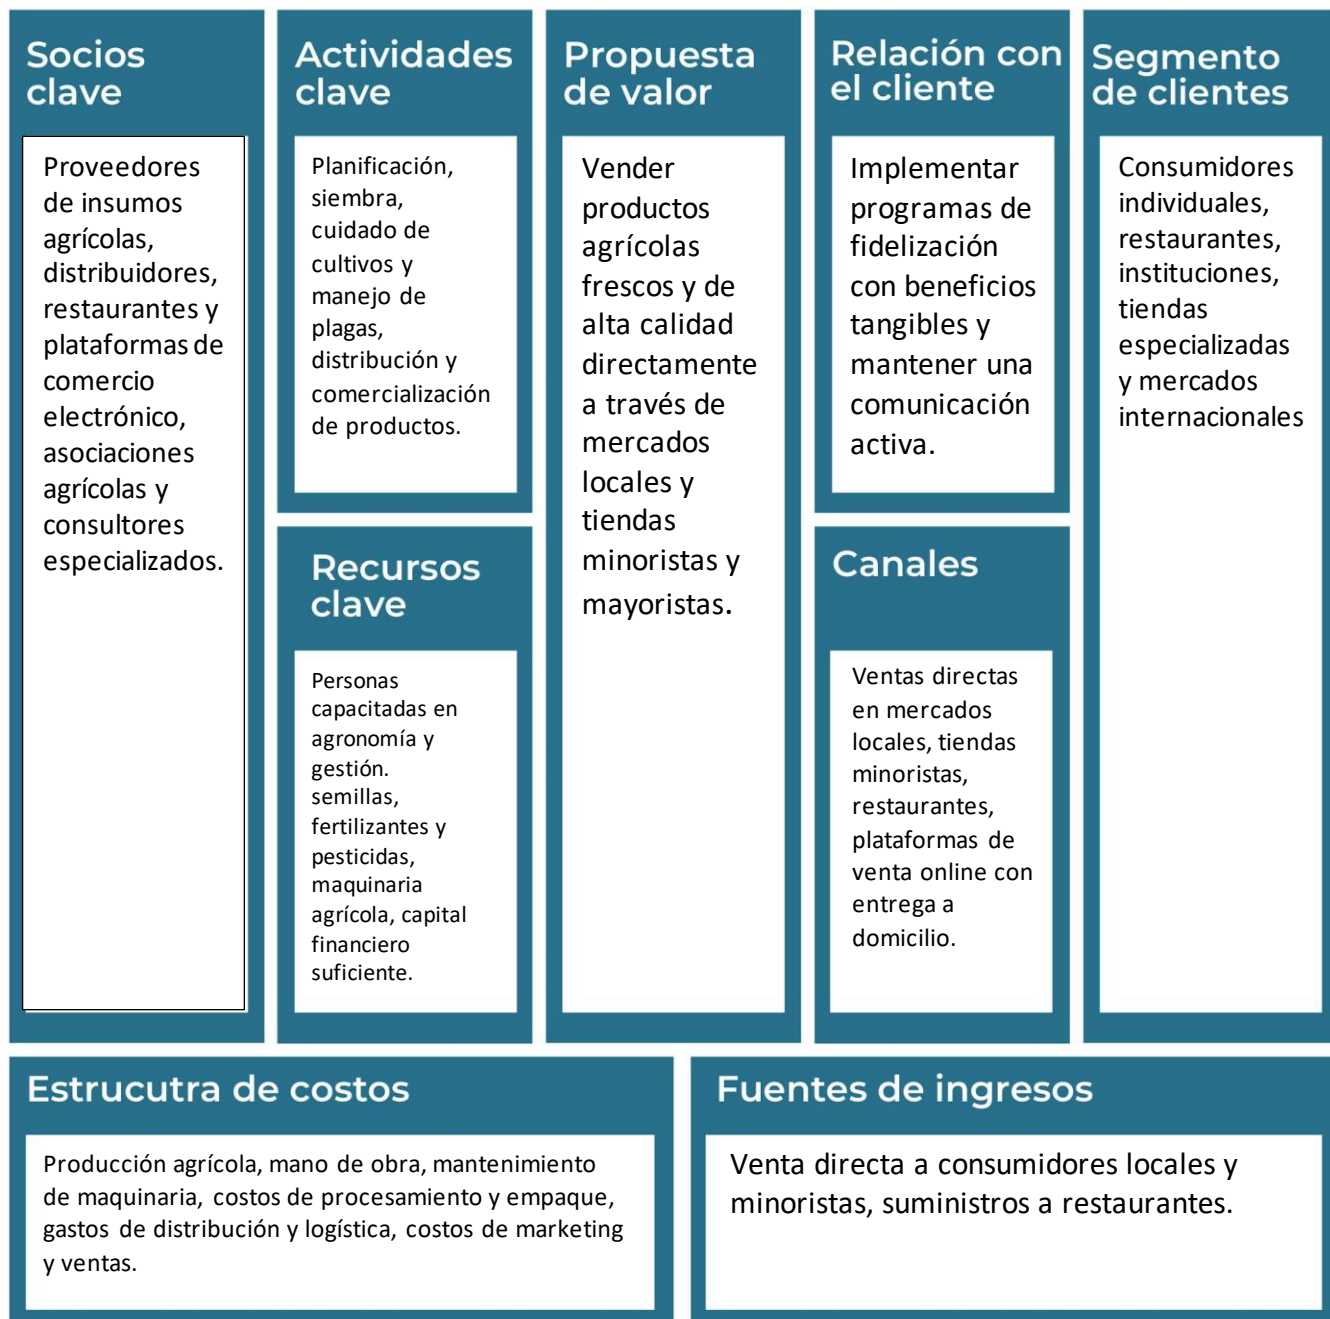 Socios
clave
Proveedores
de insumos
agrícolas,
distribuidores,
restaurantes y
plataformas de
comercio
electrónico,
asociaciones
agrícolas y
consultores
especializados.
Actividades
clave
Planificación,
siembra,
cuidado de
cultivos y
manejo de
plagas,
distribución y
comercialización
de productos.
Recursos
clave
Personas
capacitadas en
agronomía y
gestión.
semillas,
fertilizantes y
pesticidas,
maquinaria
agrícola, capital
financiero
suficiente.
Propuesta
de valor
Vender
productos
agrícolas
frescos y de
alta calidad
directamente
a través de
mercados
locales y
tiendas
minoristas y
mayoristas.
Relación con
el cliente
Implementar
programas de
fidelización
con beneficios
tangibles y
mantener una
comunicación
activa.
Canales
Ventas directas
en mercados
locales, tiendas
minoristas,
restaurantes,
plataformas de
venta online con
entrega a
domicilio.
Segmento
de clientes
Consumidores
individuales,
restaurantes,
instituciones,
tiendas
especializadas
y mercados
internacionales
Estrucutra de costos
Producción agrícola, mano de obra, mantenimiento
de maquinaria, costos de procesamiento y empaque,
gastos de distribución y logística, costos de marketing
y ventas.
Fuentes de ingresos
Venta directa a consumidores locales y
minoristas, suministros a restaurantes.